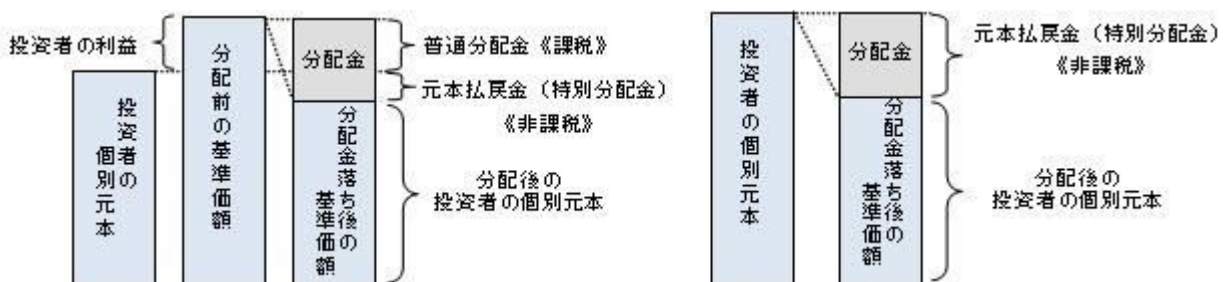 投資者の利益
投資者の
個別元本
分配前の基準価額
分配金
分配金落ち後の
基準価額
普通分配金《課税》
元本払戻金（特別分配金）
《非課税》
分配後の
投資者の個別元本
投資者の個別元本
分配金
分配金落ち後の
基準価額
元本払戻金（特別分配金）
《非課税》
分配後の
投資者の個別元本